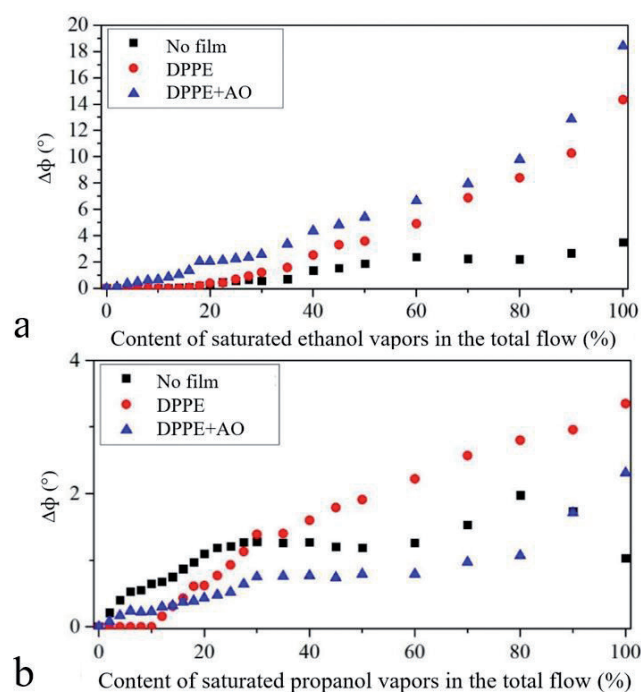 20
18
16
14
12
10
8
6
4
2
0
No film
DPPE
DPPE+AO
Δϕ (°)
0 20 40 60 80 100
a
Content of saturated ethanol vapors in the total flow (%)
4
2
0
No film
DPPE
DPPE+AO
Δϕ (°)
0 20 40 60 80 100
b
Content of saturated propanol vapors in the total flow (%)